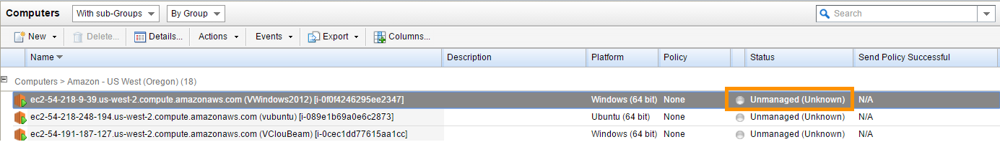 Computers With sub-Groups By Group Search
New Delete... Details... Actions Events Export Columns...
Name Description Platform Policy Status Send Policy Successful
Computers > Amazon - US West (Oregon) (18)
ec2-54-218-9-39.us-west-2.compute.amazonaws.com (VWindows2012) [i-0f0f4246295ee2347] Windows (64 bit) None Unmanaged (Unknown) N/A
ec2-54-218-248-194.us-west-2.compute.amazonaws.com (vubuntu) [i-089e1b69a0e6c2873] Ubuntu (64 bit) None Unmanaged (Unknown) N/A
ec2-54-191-187-127.us-west-2.compute.amazonaws.com (VClouBeam) [i-0cec1dd77615aa1cc] Windows (64 bit) None Unmanaged (Unknown) N/A